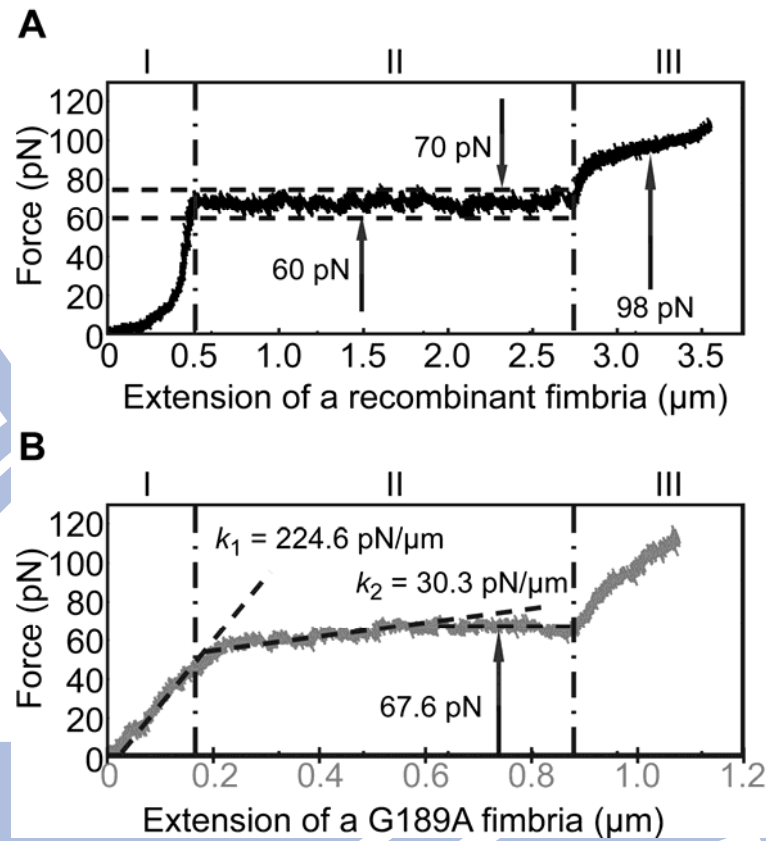 A
I II III
120
100
80
60
40
20
0
Force (pN)
70 pN
60 pN
98 pN
0 0.5 1.0 1.5 2.0 2.5 3.0 3.5
Extension of a recombinant fimbria (μm)
B
I II III
120
100
80
60
40
20
0
Force (pN)
k₁ = 224.6 pN/μm
k₂ = 30.3 pN/μm
67.6 pN
0 0.2 0.4 0.6 0.8 1.0 1.2
Extension of a G189A fimbria (μm)